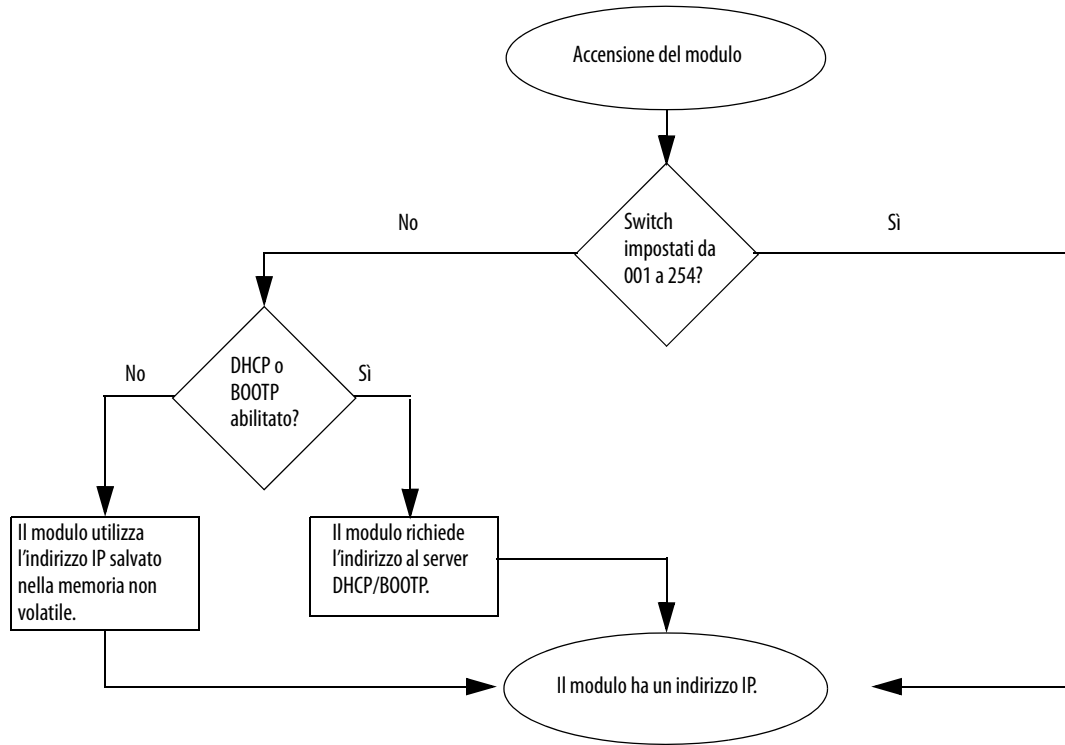 Accensione del modulo
No
Switch
impostati da
001 a 254?
Sì
No
DHCP o
BOOTP
abilitato?
Sì
Il modulo utilizza
l'indirizzo IP salvato
nella memoria non
volatile.
Il modulo richiede
l'indirizzo al server
DHCP/BOOTP.
Il modulo ha un indirizzo IP.